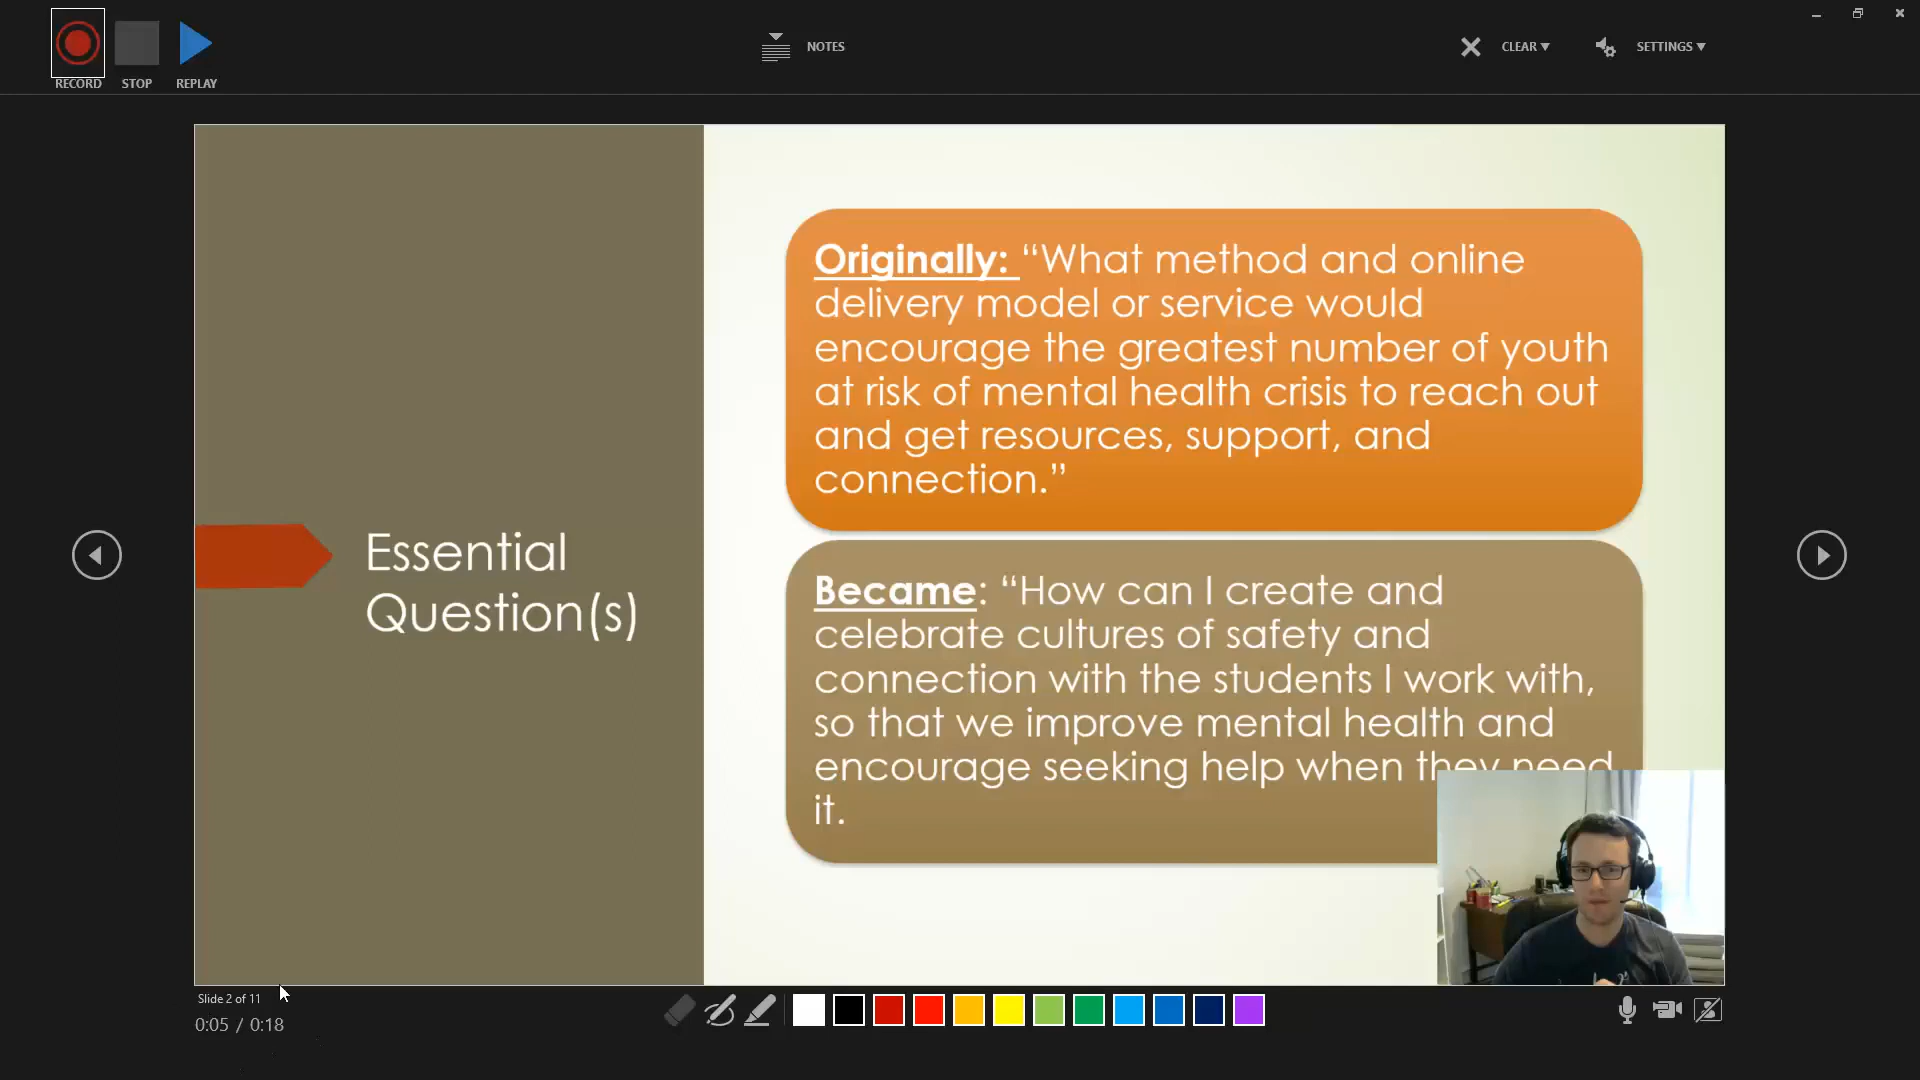 RECORD
STOP
REPLAY
NOTES
CLEAR
SETTINGS
Essential
Question(s)
Originally: “What method and online
delivery model or service would
encourage the greatest number of youth
at risk of mental health crisis to reach out
and get resources, support, and
connection.”
Became: “How can I create and
celebrate cultures of safety and
connection with the students I work with,
so that we improve mental health and
encourage seeking help when they need
it.
Slide 2 of 11
0:05 / 0:18